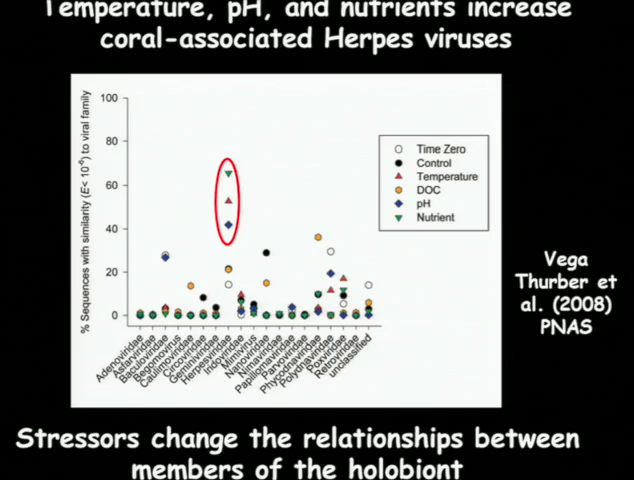 Temperature, pH, and nutrients increase
coral-associated Herpes viruses
% Sequences with similarity (E< 10⁻⁶) to viral family
100
80
60
40
20
0
Time Zero
Control
Temperature
DOC
pH
Nutrient
Adenoviridae
Asfarviridae
Baculoviridae
Begomovirus
Caulimoviridae
Circoviridae
Geminiviridae
Herpesviridae
Iridoviridae
Mimivirus
Nanoviridae
Nimaviridae
Papillomaviridae
Parvoviridae
Phycodnaviridae
Polydnaviridae
Poxviridae
Retroviridae
unclassified
Vega
Thurber et
al. (2008)
PNAS
Stressors change the relationships between
members of the holobiont